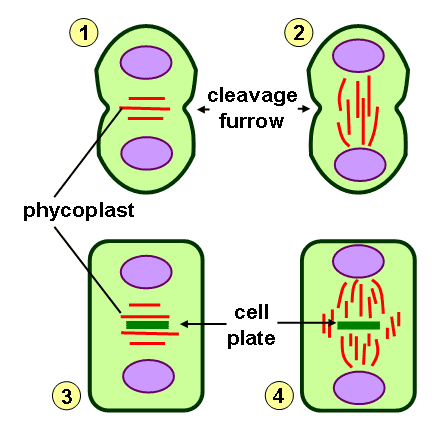 1
2
cleavage
furrow
phycoplast
cell
plate
3
4